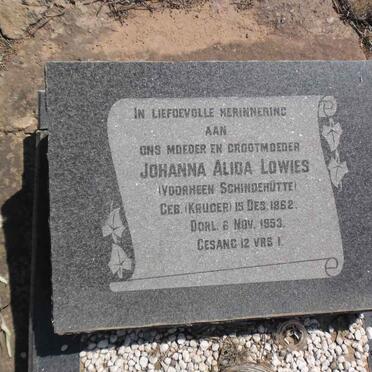 IN LIEFDEVOLLE HERINNERING
AAN
ONS MOEDER EN GROOTMOEDER
JOHANNA ALIDA LOWIES
(VOORHEEN SCHINDEHÜTTE)
GEB. (KRUGER) 15 DES. 1862.
OORL. 6 NOV. 1953.
GESANG 12 VRS 1.